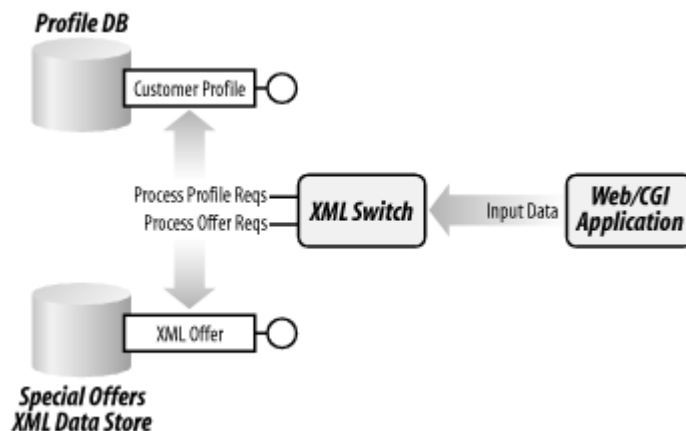 Profile DB
Customer Profile
Process Profile Reqs
Process Offer Reqs
XML Switch
Input Data
Web/CGI
Application
XML Offer
Special Offers
XML Data Store